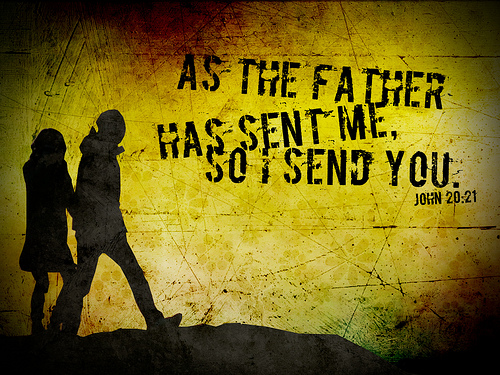 AS THE FATHER
HAS SENT ME,
SO I SEND YOU.
JOHN 20:21